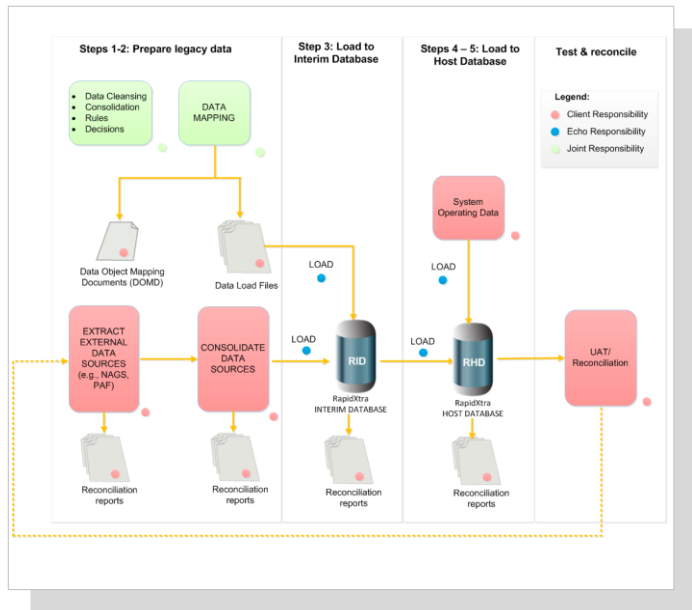 Steps 1-2: Prepare legacy data
Step 3: Load to
Interim Database
Steps 4 – 5: Load to
Host Database
Test & reconcile
• Data Cleansing
• Consolidation
• Rules
• Decisions
DATA
MAPPING
Legend:
Client Responsibility
Echo Responsibility
Joint Responsibility
System
Operating Data
Data Object Mapping
Documents (DOMD)
Data Load Files
LOAD
LOAD
EXTRACT
EXTERNAL
DATA
SOURCES
(e.g., NAGS,
PAF)
CONSOLIDATE
DATA
SOURCES
LOAD
RID
RapidXtra
INTERIM DATABASE
LOAD
RHD
RapidXtra
HOST DATABASE
UAT/
Reconciliation
Reconciliation
reports
Reconciliation
reports
Reconciliation
reports
Reconciliation
reports